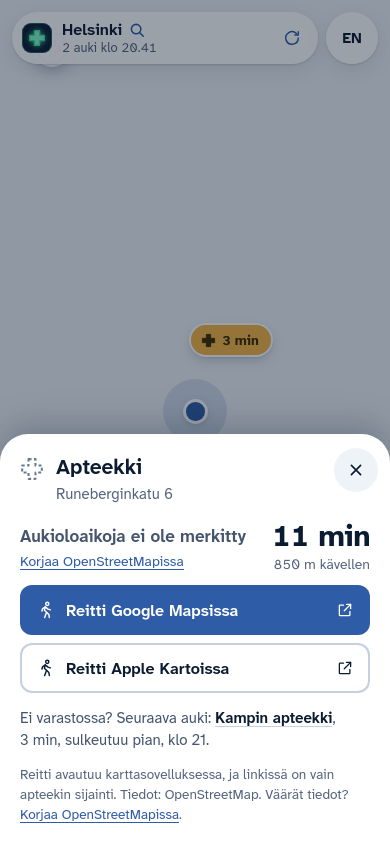 Helsinki
2 auki klo 20.41
EN
3 min
Apteekki
Runeberginkatu 6
Aukioloaikoja ei ole merkitty
11 min
Korjaa OpenStreetMapissa
850 m kävellen
Reitti Google Mapsissa
Reitti Apple Kartoissa
Ei varastossa? Seuraava auki: Kampin apteekki,
3 min, sulkeutuu pian, klo 21.
Reitti avautuu karttasovelluksessa, ja linkissä on vain
apteekin sijainti. Tiedot: OpenStreetMap. Väärät tiedot?
Korjaa OpenStreetMapissa.